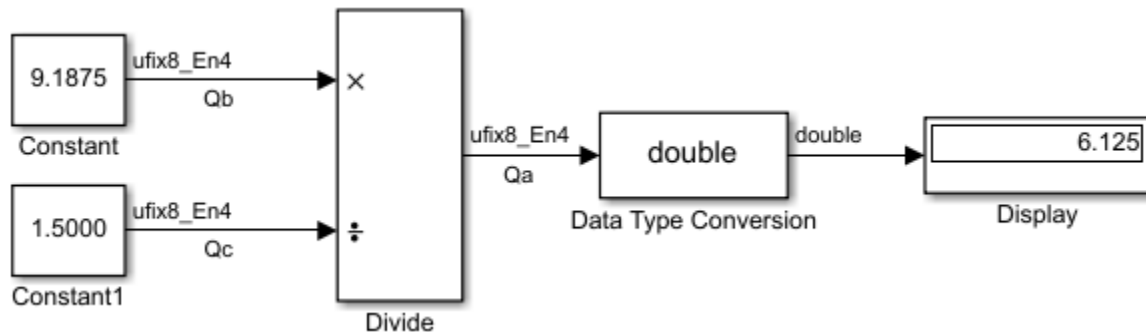 9.1875
Constant
ufix8_En4
Qb
1.5000
Constant1
ufix8_En4
Qc
×
÷
Divide
ufix8_En4
Qa
double
Data Type Conversion
double
6.125
Display